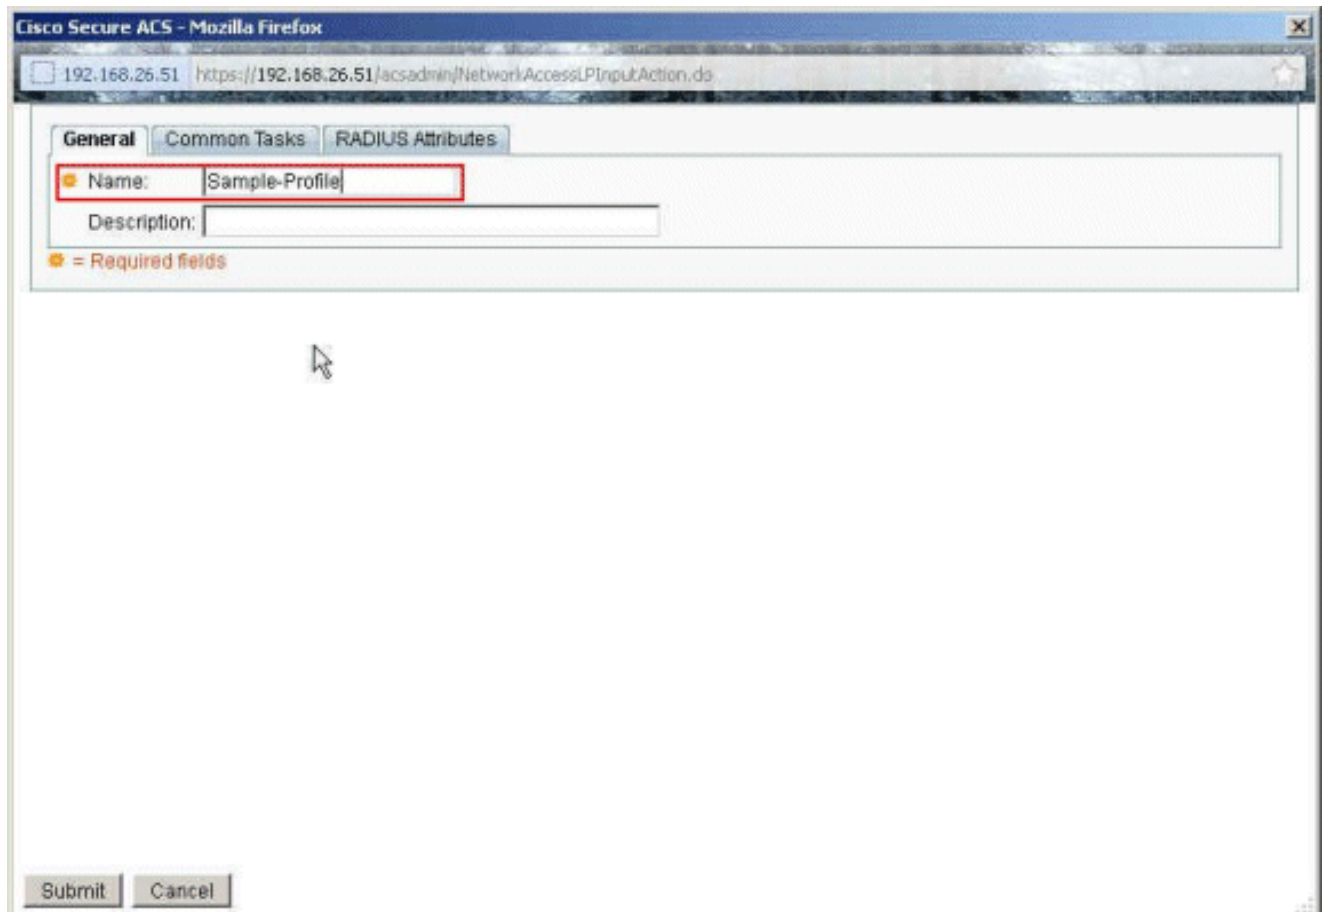 Cisco Secure ACS - Mozilla Firefox
192.168.26.51 https://192.168.26.51/acsadmin/NetworkAccessLPInputAction.do
General Common Tasks RADIUS Attributes
Name: Sample-Profile
Description:
= Required fields
Submit Cancel